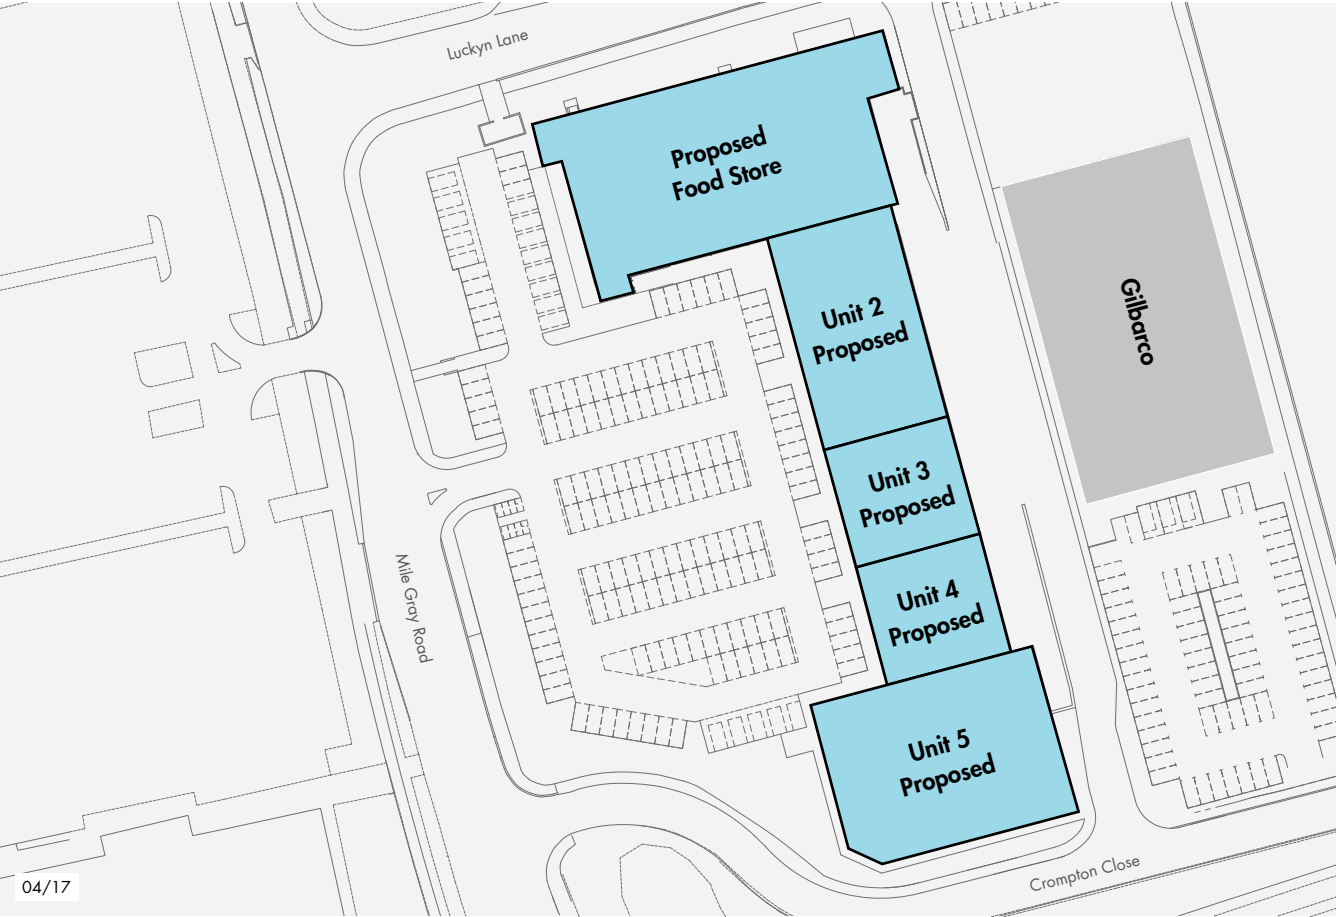 Luckyn Lane
Proposed
Food Store
Unit 2
Proposed
Gilbarco
Unit 3
Proposed
Mile Gray Road
Unit 4
Proposed
Unit 5
Proposed
Crompton Close
04/17